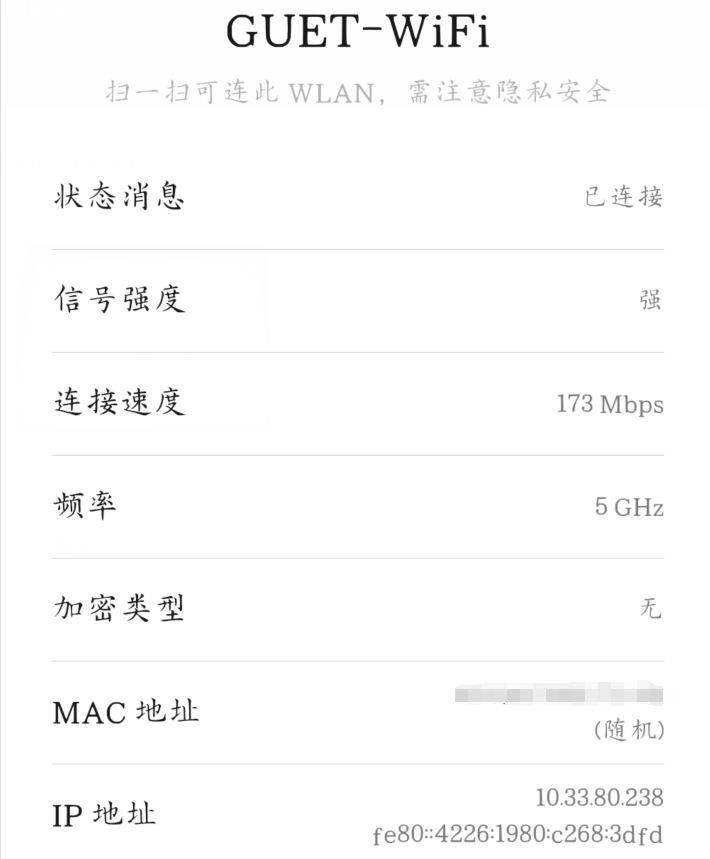 GUET-WiFi
扫一扫可连此 WLAN，需注意隐私安全
状态消息 已连接
信号强度 强
连接速度 173 Mbps
频率 5 GHz
加密类型 无
MAC 地址
(随机)
IP 地址 10.33.80.238
fe80::4226:1980:c268:3dfd